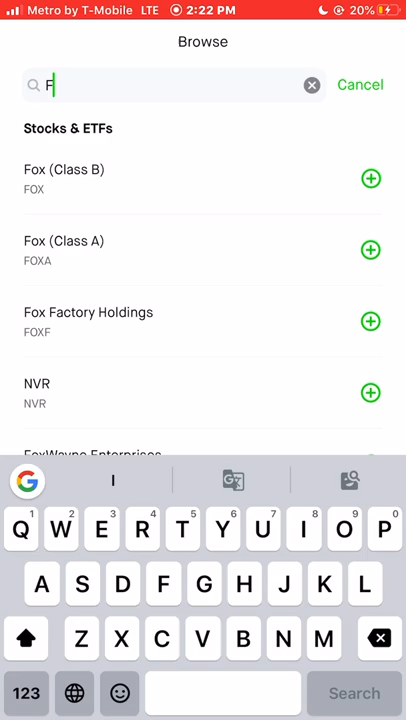 Metro by T-Mobile LTE 2:22 PM 20%
Browse
F Cancel
Stocks & ETFs
Fox (Class B)
FOX
Fox (Class A)
FOXA
Fox Factory Holdings
FOXF
NVR
NVR
FoxWayne Enterprises
G I
1 2 3 4 5 6 7 8 9 0
Q W E R T Y U I O P
A S D F G H J K L
Z X C V B N M
123 Search